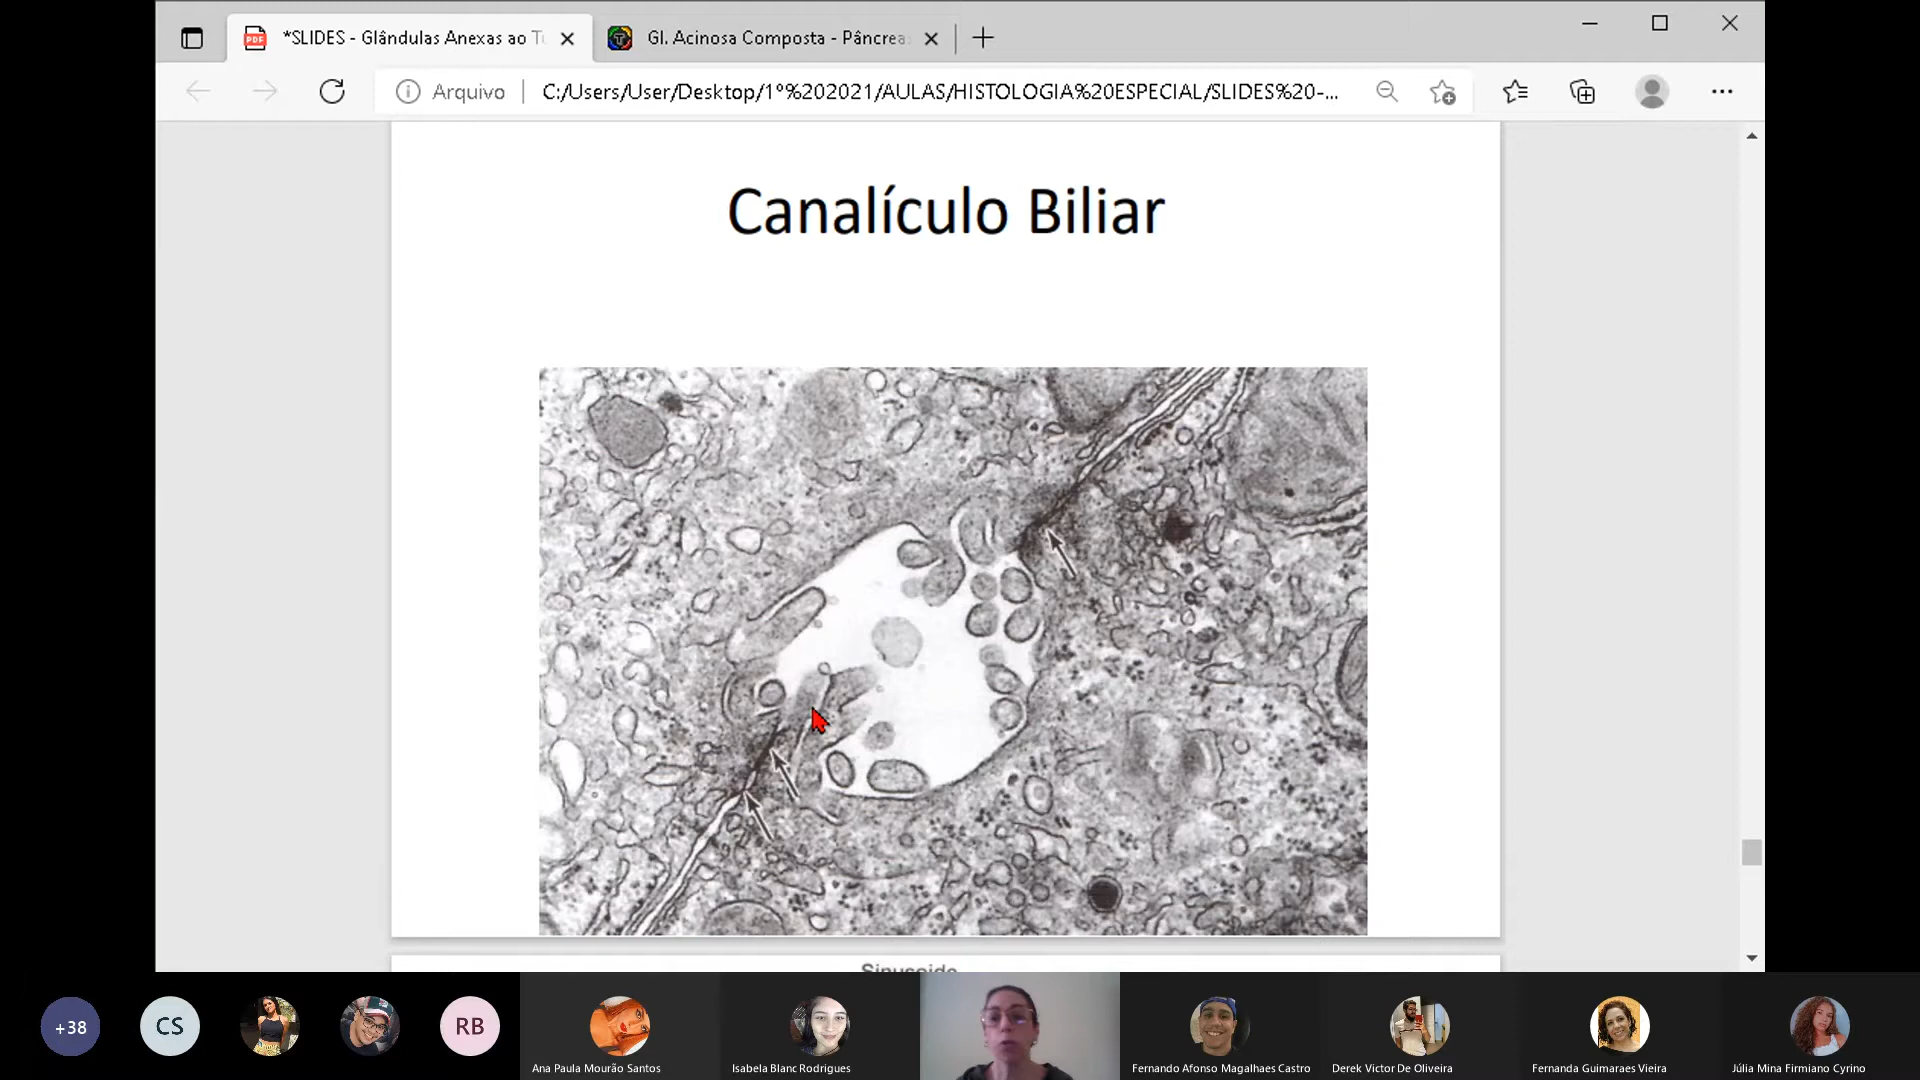 *SLIDES - Glândulas Anexas ao T
Gl. Acinosa Composta - Pâncrea
Arquivo
C:/Users/User/Desktop/1º%202021/AULAS/HISTOLOGIA%20ESPECIAL/SLIDES%20-...
Canalículo Biliar
Sinusoide
+38
CS
RB
Ana Paula Mourão Santos
Isabela Blanc Rodrigues
Fernando Afonso Magalhaes Castro
Derek Victor De Oliveira
Fernanda Guimaraes Vieira
Júlia Mina Firmiano Cyrino